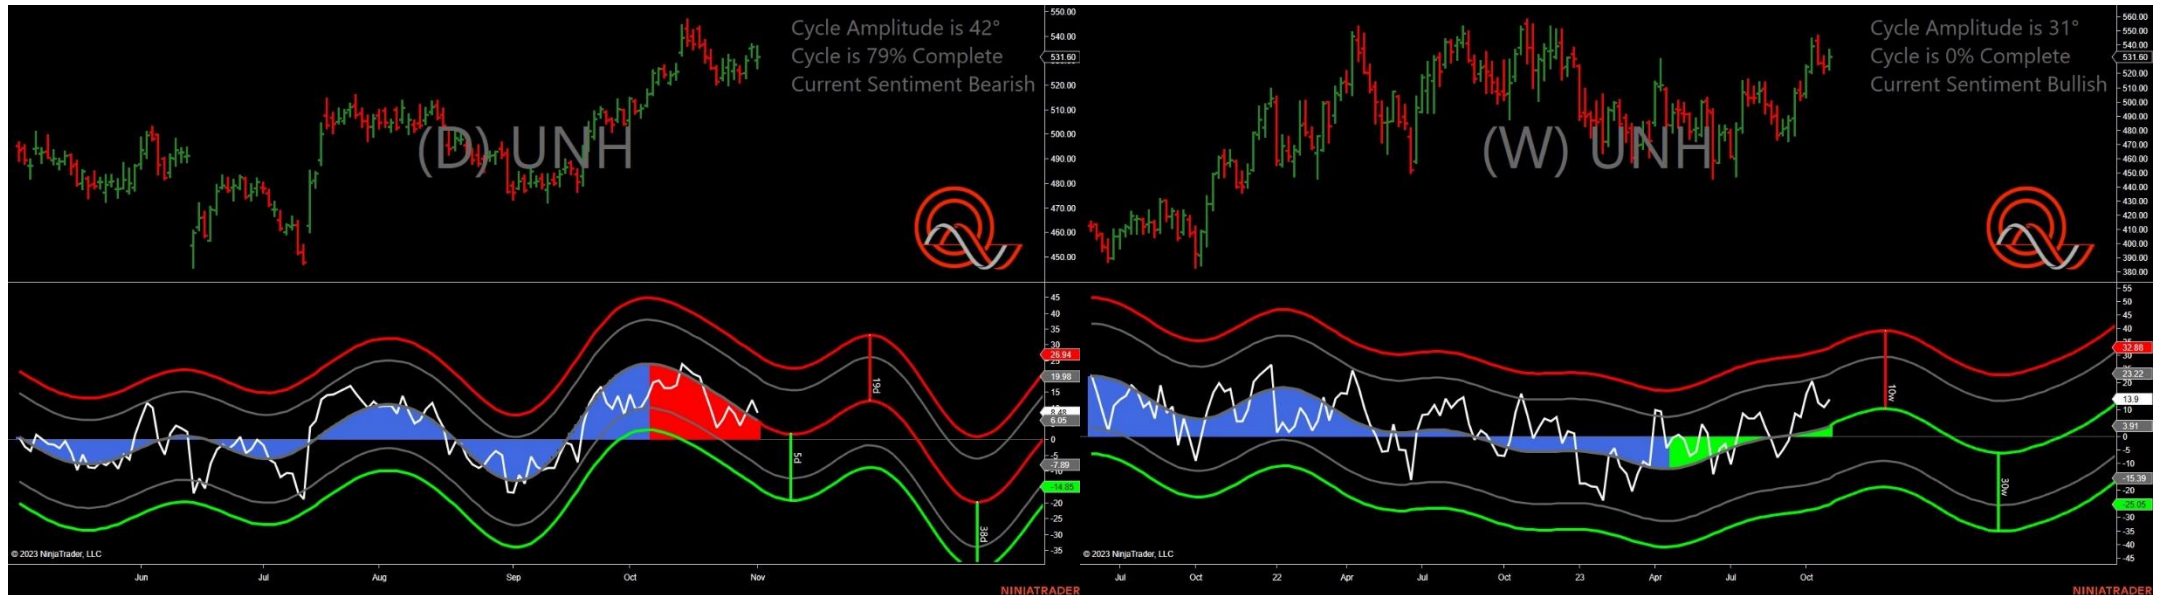 Cycle Amplitude is 42°
Cycle is 79% Complete
Current Sentiment Bearish
(D) UNH
550.00
540.00
531.60
520.00
510.00
500.00
490.00
480.00
470.00
460.00
450.00
45
40
35
30
26.94
25
19.98
15
8.48
6.05
0
-5
-7.89
-10
-14.85
-20
-25
-30
-35
19d
5d
38d
© 2023 NinjaTrader, LLC
Jun
Jul
Aug
Sep
Oct
Nov
NINJATRADER
Cycle Amplitude is 31°
Cycle is 0% Complete
Current Sentiment Bullish
(W) UNH
560.00
550.00
540.00
531.60
520.00
510.00
500.00
490.00
480.00
470.00
460.00
450.00
440.00
430.00
420.00
410.00
400.00
390.00
380.00
55
50
45
40
35
32.88
30
23.22
20
13.9
10
3.91
0
-5
-10
-15.39
-20
-25.05
-30
-35
-40
-45
10w
30w
© 2023 NinjaTrader, LLC
Jul
Oct
22
Apr
Jul
Oct
23
Apr
Jul
Oct
NINJATRADER